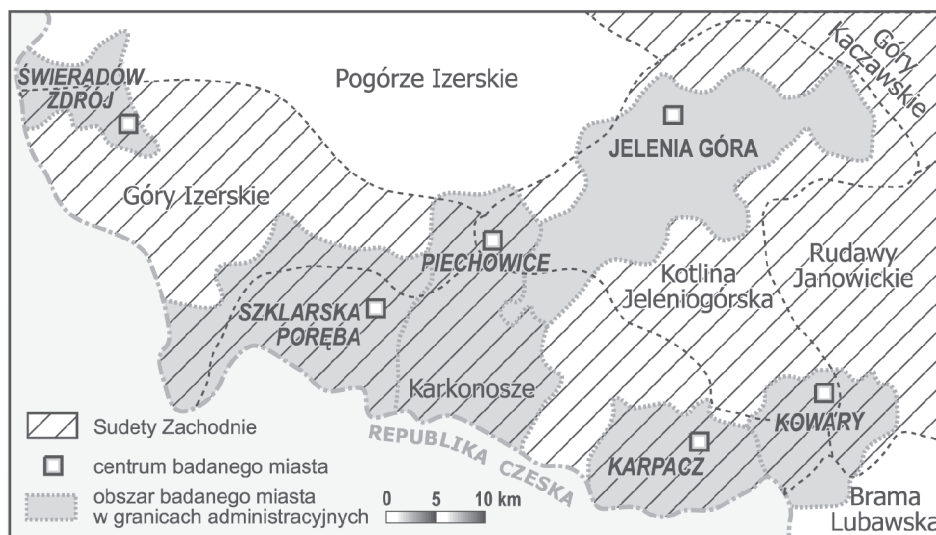 ŚWIERADÓW
ZDRÓJ
Pogórze Izerskie
Góry
Kaczawskie
JELENIA GÓRA
Góry Izerskie
PIECHOWICE
Kotlina
Jeleniogórska
Rudawy
Janowickie
SZKLARSKA
PORĘBA
Karkonosze
KOWARY
KARPACZ
REPUBLIKA CZESKA
Brama
Lubawska
Sudety Zachodnie
centrum badanego miasta
obszar badanego miasta
w granicach administracyjnych
0 5 10 km